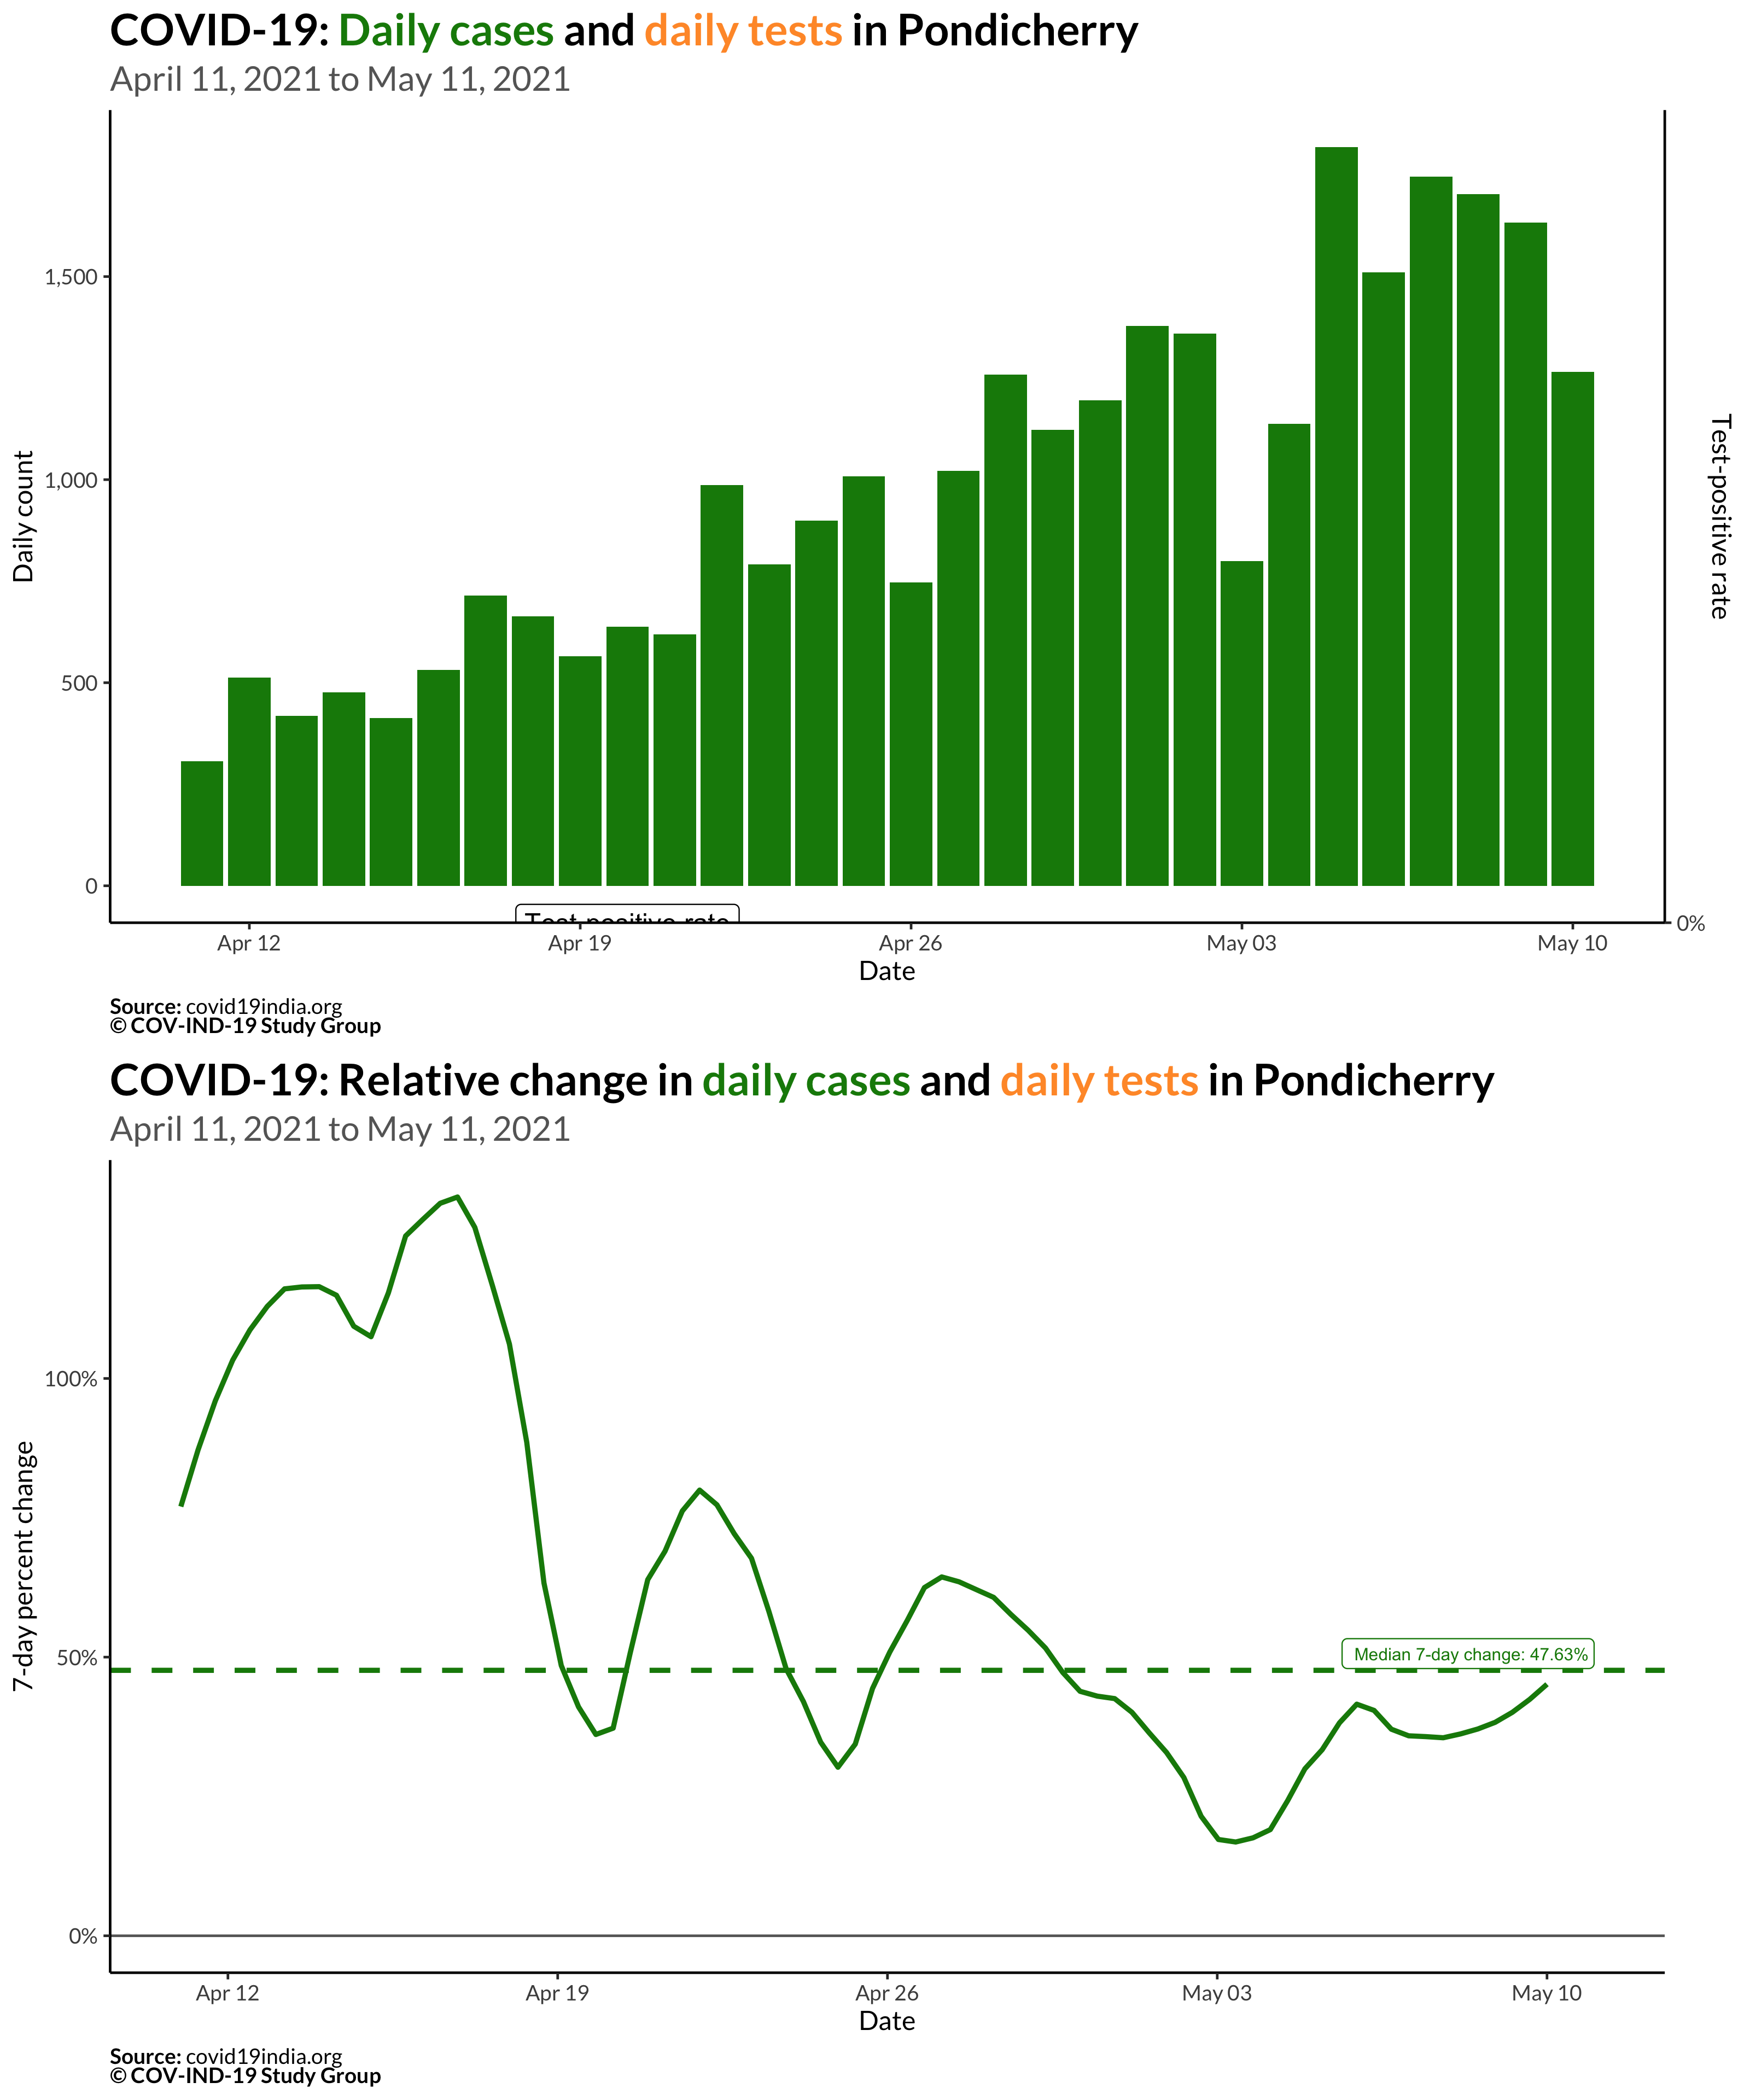 COVID-19: Daily cases and daily tests in Pondicherry
April 11, 2021 to May 11, 2021
Daily count
1,500
1,000
500
0
Test-positive rate
Test-positive rate
0%
Apr 12 Apr 19 Apr 26 May 03 May 10
Date
Source: covid19india.org
© COV-IND-19 Study Group
COVID-19: Relative change in daily cases and daily tests in Pondicherry
April 11, 2021 to May 11, 2021
7-day percent change
100%
50%
0%
Median 7-day change: 47.63%
Apr 12 Apr 19 Apr 26 May 03 May 10
Date
Source: covid19india.org
© COV-IND-19 Study Group